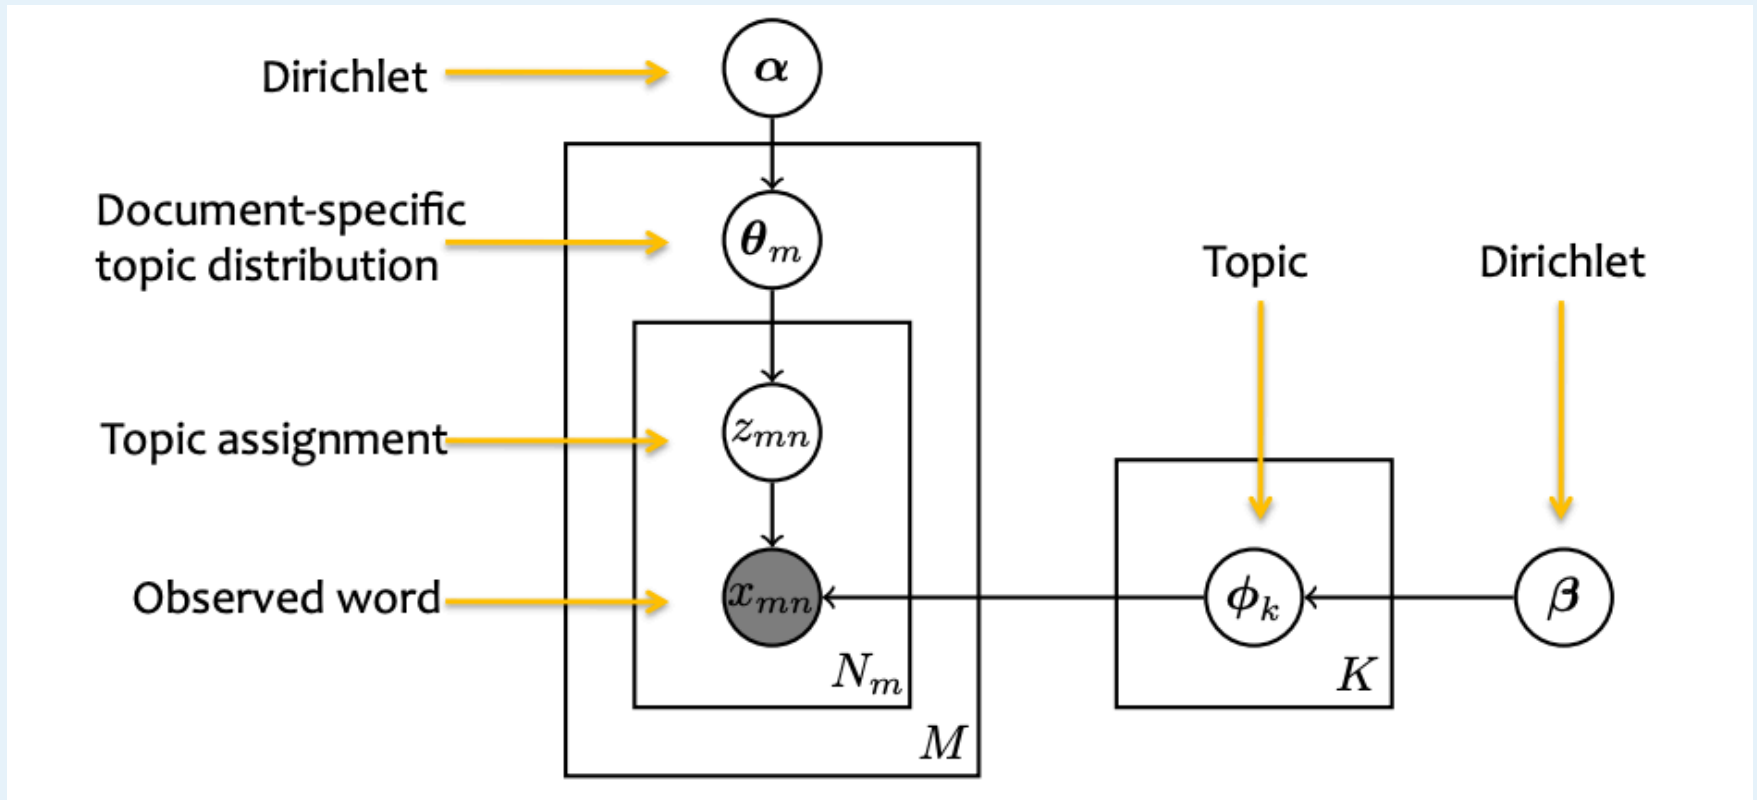 Dirichlet
α
Document-specific
topic distribution
θₘ
Topic
Dirichlet
Topic assignment
zₘₙ
Observed word
xₘₙ
ϕₖ
β
Nₘ
K
M